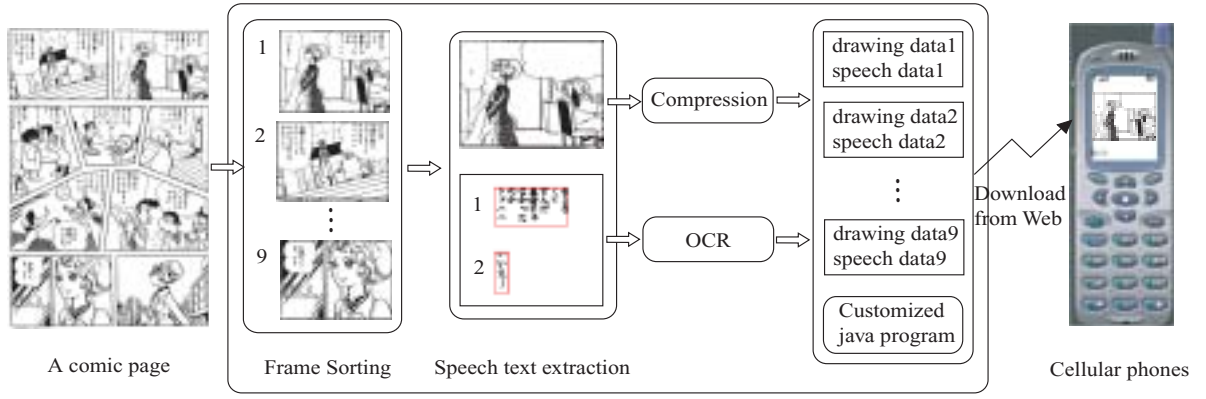 1
2
9
1
2
Compression
OCR
drawing data1
speech data1
drawing data2
speech data2
drawing data9
speech data9
Customized
java program
Download
from Web
A comic page
Frame Sorting
Speech text extraction
Cellular phones